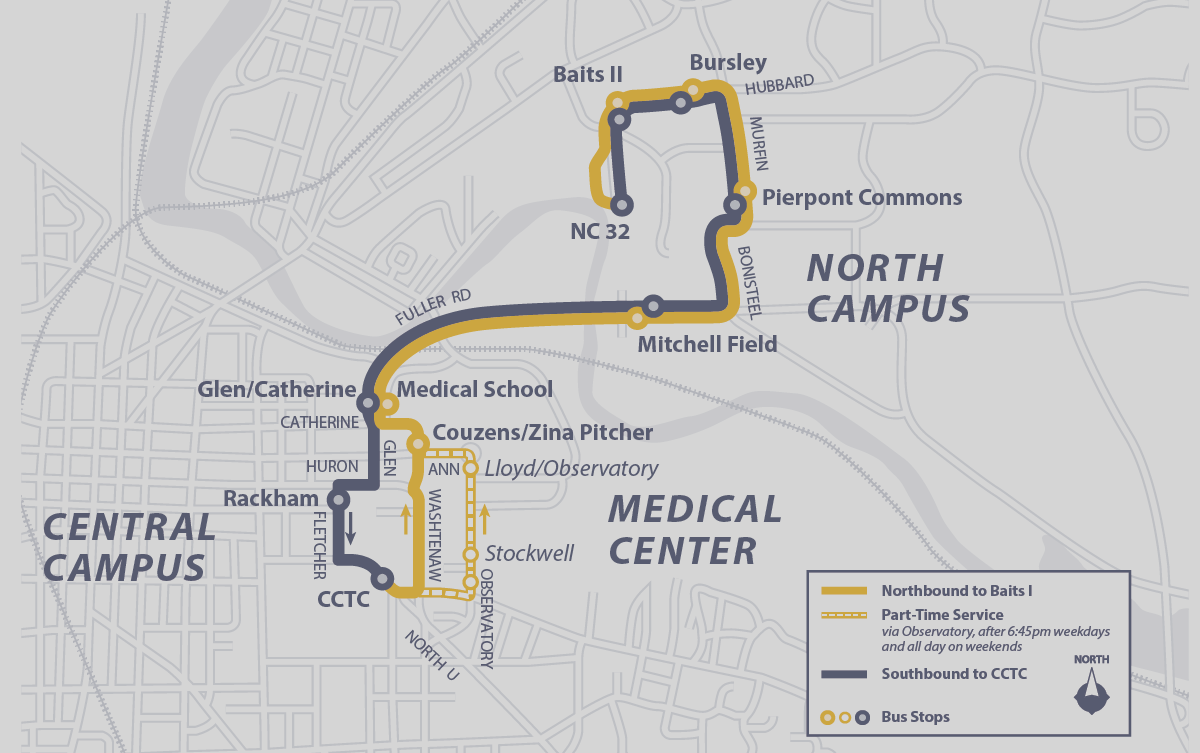 Bursley
Baits II
HUBBARD
MURFIN
Pierpont Commons
NC 32
BONISTEEL
NORTH
CAMPUS
FULLER RD
Mitchell Field
Glen/Catherine
Medical School
CATHERINE
Couzens/Zina Pitcher
GLEN
HURON
ANN
Lloyd/Observatory
Rackham
WASHTENAW
MEDICAL
CENTER
CENTRAL
CAMPUS
FLETCHER
Stockwell
CCTC
OBSERVATORY
NORTH U
Northbound to Baits I
Part-Time Service
via Observatory, after 6:45pm weekdays
and all day on weekends
NORTH
Southbound to CCTC
Bus Stops